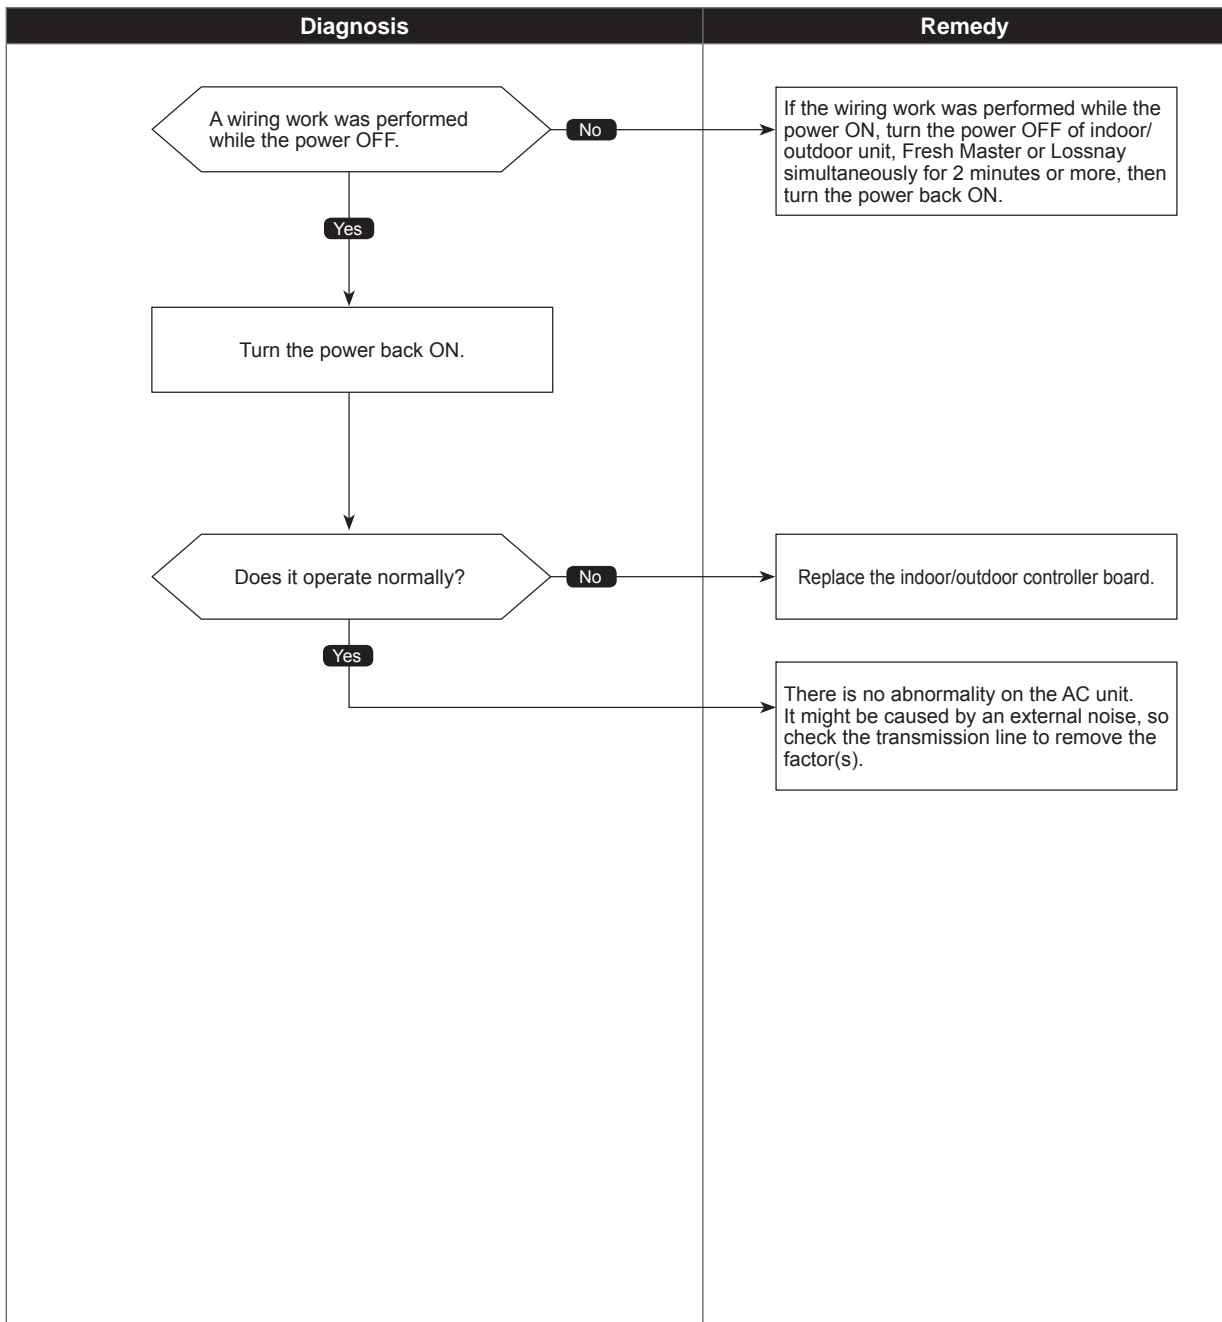 Diagnosis
Remedy
A wiring work was performed
while the power OFF.
No
If the wiring work was performed while the
power ON, turn the power OFF of indoor/
outdoor unit, Fresh Master or Lossnay
simultaneously for 2 minutes or more, then
turn the power back ON.
Yes
Turn the power back ON.
Does it operate normally?
No
Replace the indoor/outdoor controller board.
Yes
There is no abnormality on the AC unit.
It might be caused by an external noise, so
check the transmission line to remove the
factor(s).